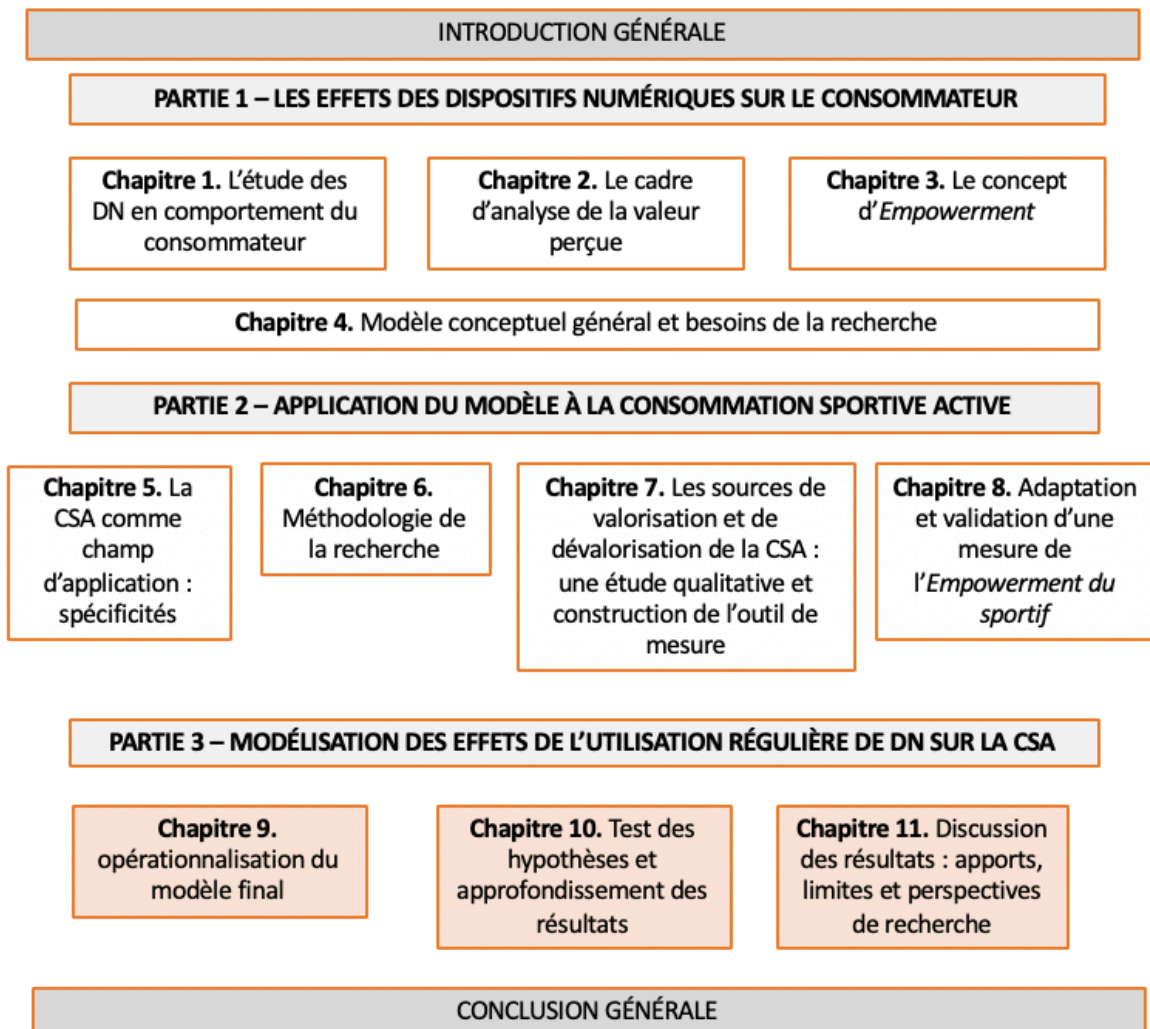 INTRODUCTION GÉNÉRALE
PARTIE 1 – LES EFFETS DES DISPOSITIFS NUMÉRIQUES SUR LE CONSOMMATEUR
Chapitre 1. L’étude des
DN en comportement du
consommateur
Chapitre 2. Le cadre
d’analyse de la valeur
perçue
Chapitre 3. Le concept
d’Empowerment
Chapitre 4. Modèle conceptuel général et besoins de la recherche
PARTIE 2 – APPLICATION DU MODÈLE À LA CONSOMMATION SPORTIVE ACTIVE
Chapitre 5. La
CSA comme
champ
d’application :
spécificités
Chapitre 6.
Méthodologie de
la recherche
Chapitre 7. Les sources de
valorisation et de
dévalorisation de la CSA :
une étude qualitative et
construction de l’outil de
mesure
Chapitre 8. Adaptation
et validation d’une
mesure de
l’Empowerment du
sportif
PARTIE 3 – MODÉLISATION DES EFFETS DE L’UTILISATION RÉGULIÈRE DE DN SUR LA CSA
Chapitre 9.
opérationnalisation du
modèle final
Chapitre 10. Test des
hypothèses et
approfondissement des
résultats
Chapitre 11. Discussion
des résultats : apports,
limites et perspectives
de recherche
CONCLUSION GÉNÉRALE